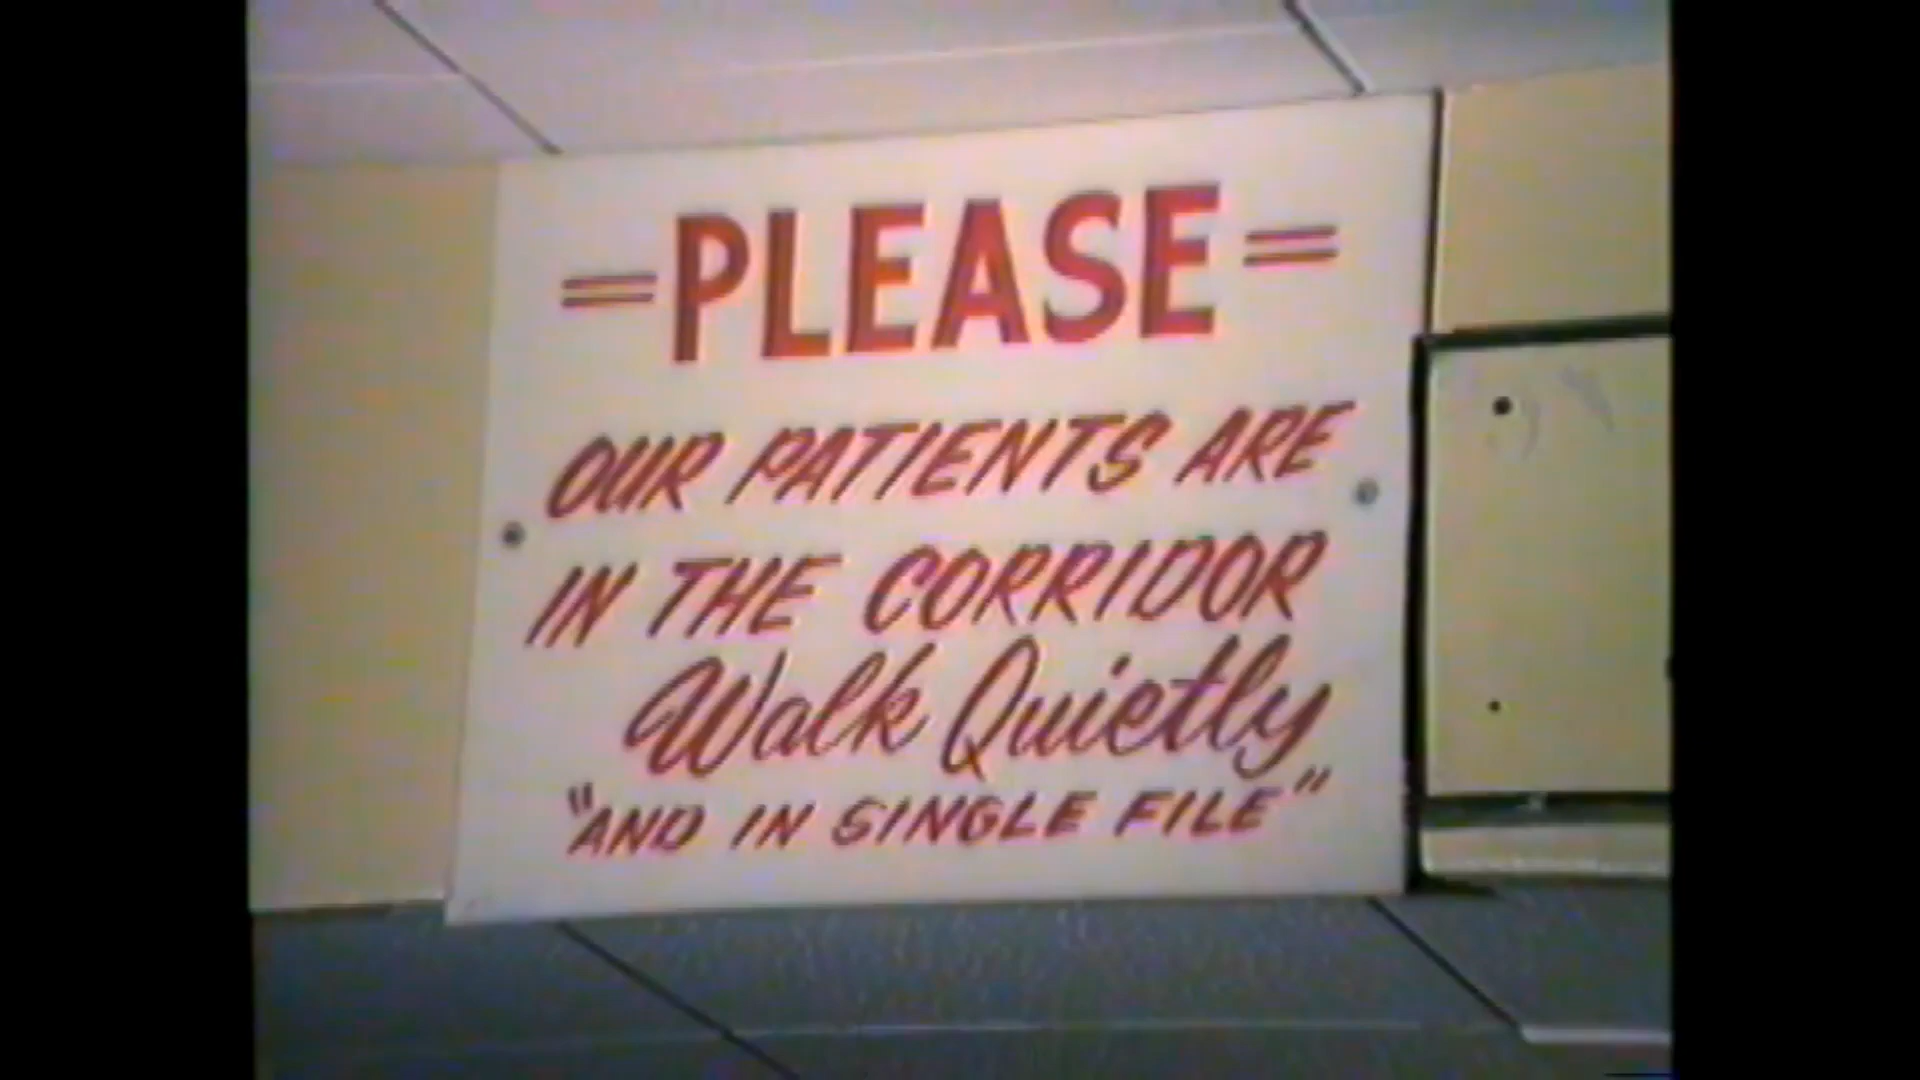 =PLEASE=
OUR PATIENTS ARE
IN THE CORRIDOR
Walk Quietly
"AND IN SINGLE FILE"